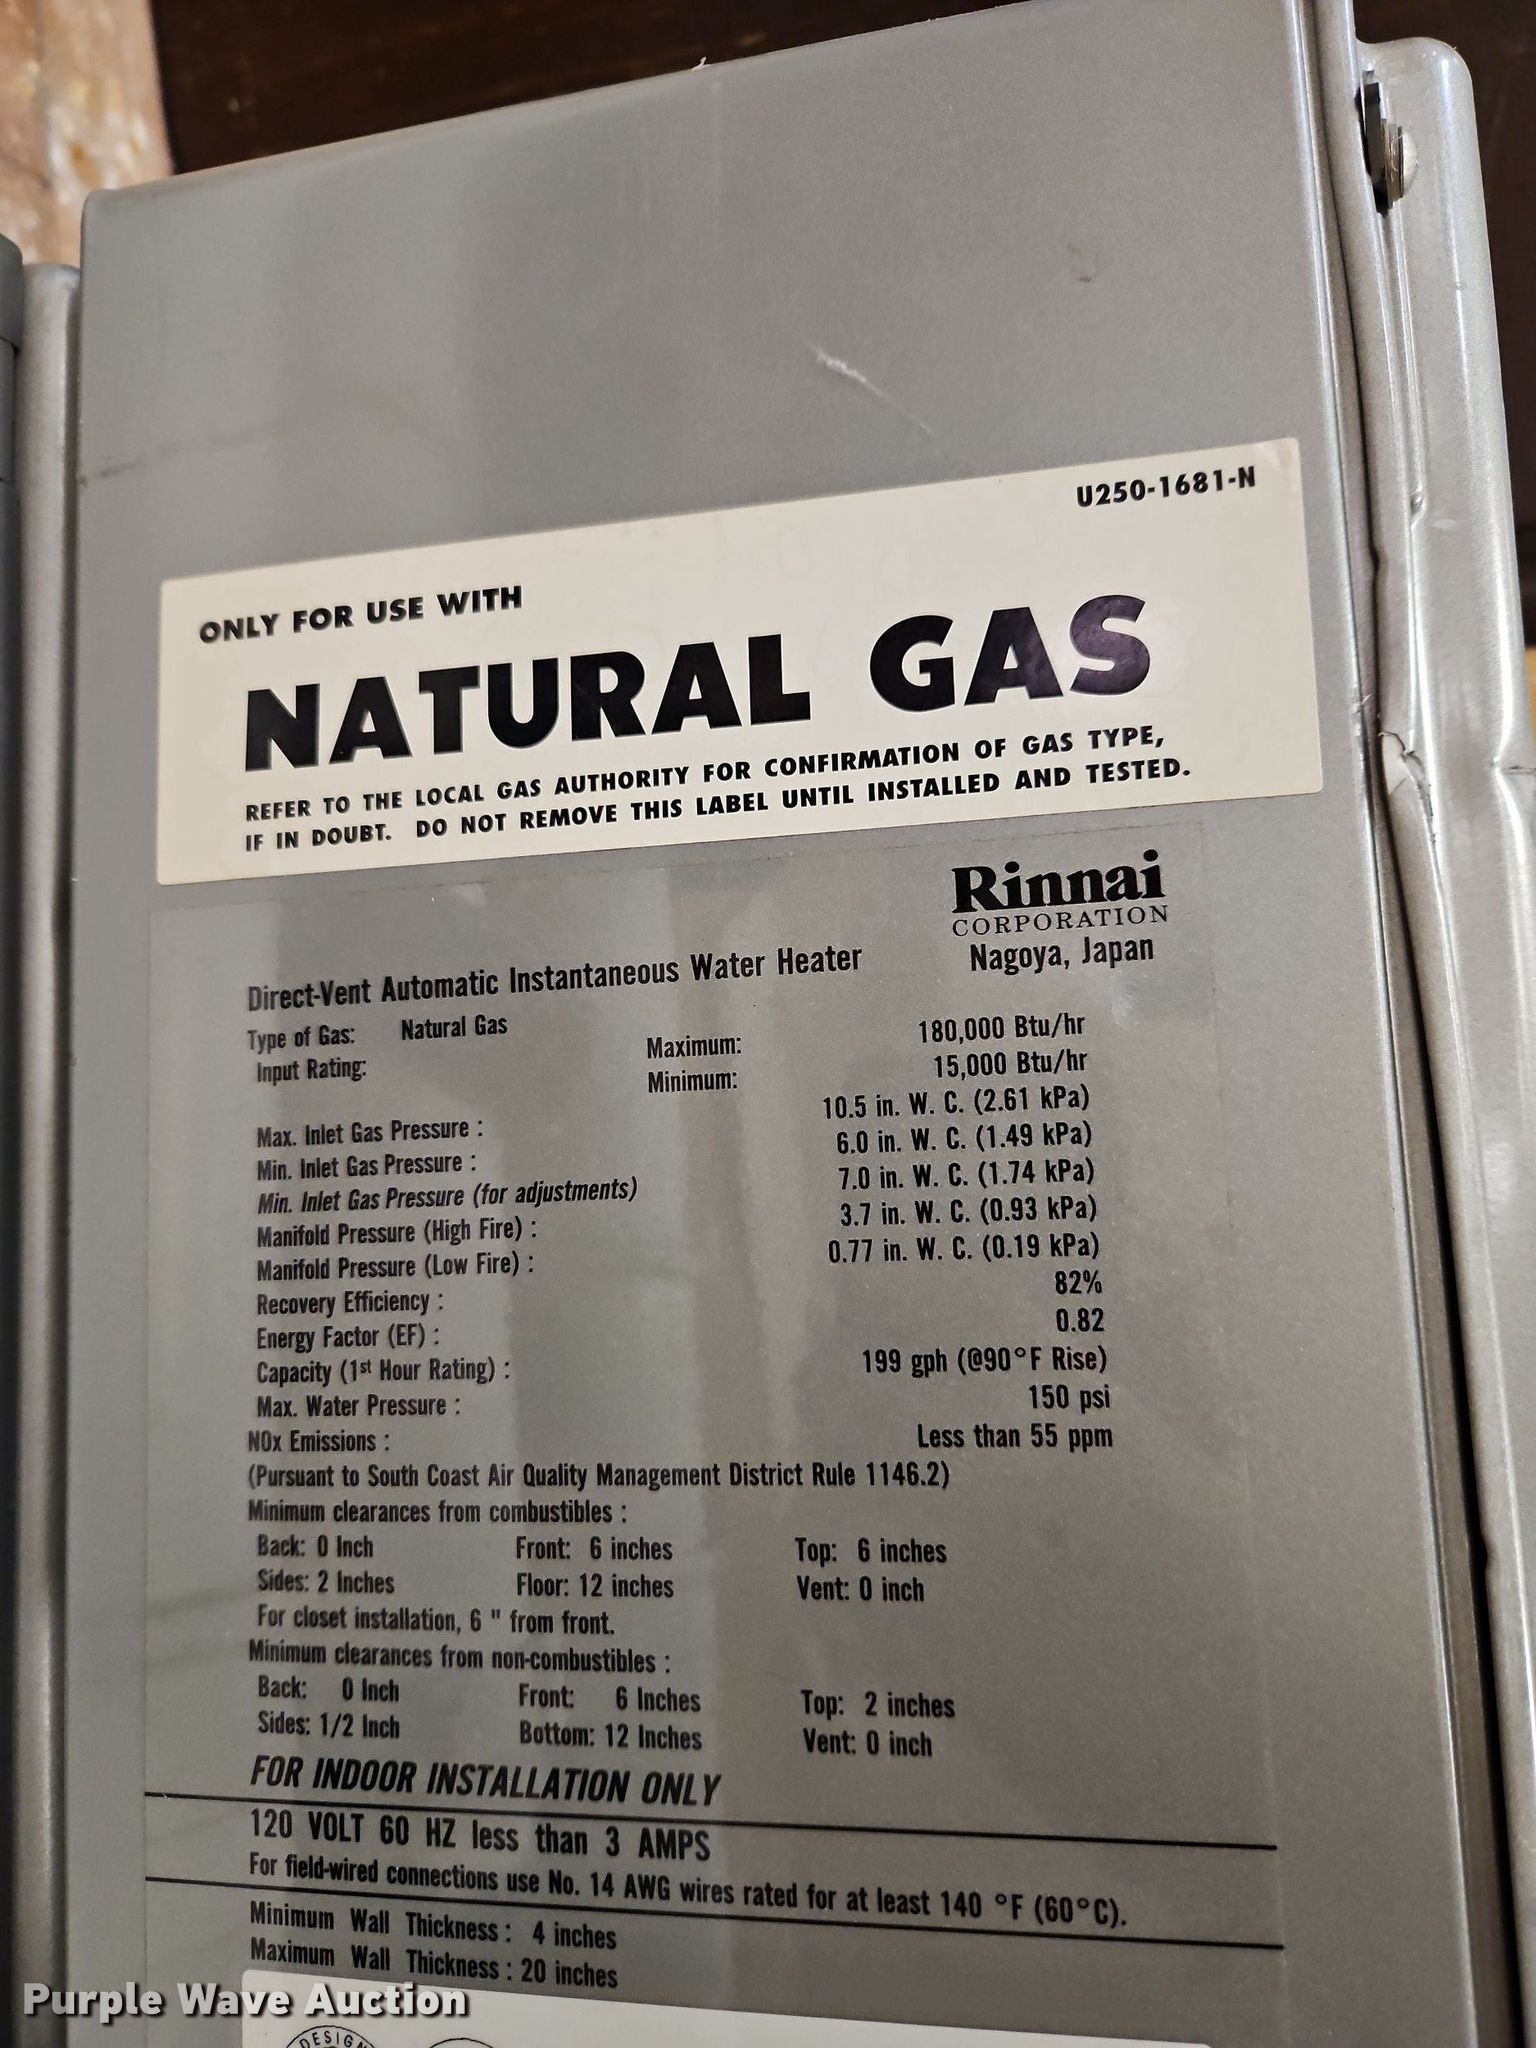 U250-1681-N
ONLY FOR USE WITH
NATURAL GAS
REFER TO THE LOCAL GAS AUTHORITY FOR CONFIRMATION OF GAS TYPE,
IF IN DOUBT. DO NOT REMOVE THIS LABEL UNTIL INSTALLED AND TESTED.
Rinnai
CORPORATION
Nagoya, Japan
Direct-Vent Automatic Instantaneous Water Heater
Type of Gas: Natural Gas
Input Rating: Maximum: 180,000 Btu/hr
Minimum: 15,000 Btu/hr
Max. Inlet Gas Pressure : 10.5 in. W. C. (2.61 kPa)
Min. Inlet Gas Pressure : 6.0 in. W. C. (1.49 kPa)
Min. Inlet Gas Pressure (for adjustments) 7.0 in. W. C. (1.74 kPa)
Manifold Pressure (High Fire) : 3.7 in. W. C. (0.93 kPa)
Manifold Pressure (Low Fire) : 0.77 in. W. C. (0.19 kPa)
Recovery Efficiency : 82%
Energy Factor (EF) : 0.82
Capacity (1st Hour Rating) : 199 gph (@90°F Rise)
Max. Water Pressure : 150 psi
NOx Emissions : Less than 55 ppm
(Pursuant to South Coast Air Quality Management District Rule 1146.2)
Minimum clearances from combustibles :
Back: 0 Inch Front: 6 inches Top: 6 inches
Sides: 2 Inches Floor: 12 inches Vent: 0 inch
For closet installation, 6 " from front.
Minimum clearances from non-combustibles :
Back: 0 Inch Front: 6 Inches Top: 2 inches
Sides: 1/2 Inch Bottom: 12 Inches Vent: 0 inch
FOR INDOOR INSTALLATION ONLY
120 VOLT 60 HZ less than 3 AMPS
For field-wired connections use No. 14 AWG wires rated for at least 140 °F (60°C).
Minimum Wall Thickness : 4 inches
Maximum Wall Thickness : 20 inches
Purple Wave Auction
DESIGN